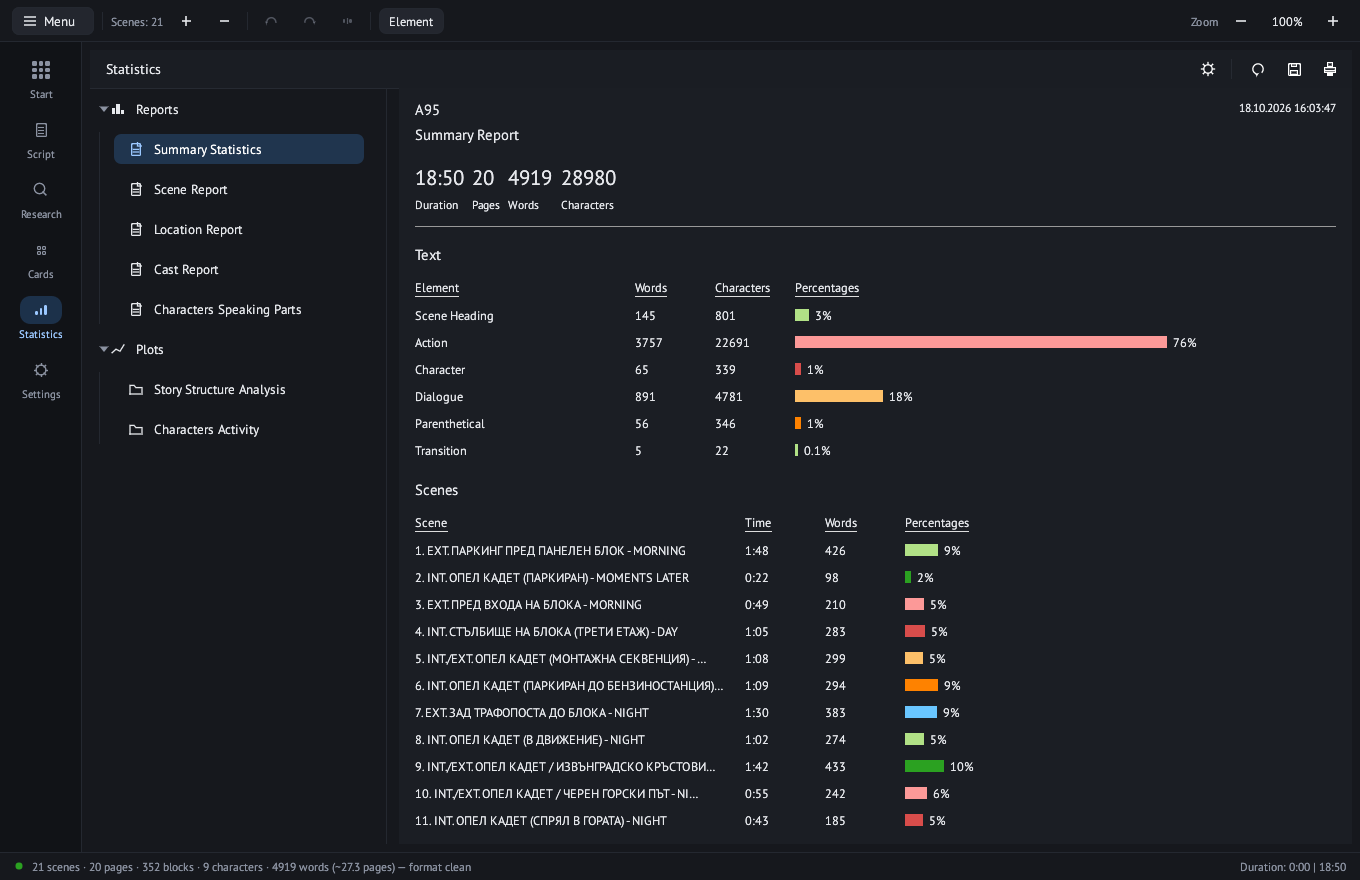 Menu
Scenes: 21
Element
Zoom
100%
Start
Script
Research
Cards
Statistics
Settings
Statistics
Reports
Summary Statistics
Scene Report
Location Report
Cast Report
Characters Speaking Parts
Plots
Story Structure Analysis
Characters Activity
A95
18.10.2026 16:03:47
Summary Report
18:50 20 4919 28980
Duration Pages Words Characters
Text
Element Words Characters Percentages
Scene Heading 145 801 3%
Action 3757 22691 76%
Character 65 339 1%
Dialogue 891 4781 18%
Parenthetical 56 346 1%
Transition 5 22 0.1%
Scenes
Scene Time Words Percentages
1. EXT. ПАРКИНГ ПРЕД ПАНЕЛЕН БЛОК - MORNING 1:48 426 9%
2. INT. ОПЕЛ КАДЕТ (ПАРКИРАН) - MOMENTS LATER 0:22 98 2%
3. EXT. ПРЕД ВХОДА НА БЛОКА - MORNING 0:49 210 5%
4. INT. СТЪЛБИЩЕ НА БЛОКА (ТРЕТИ ЕТАЖ) - DAY 1:05 283 5%
5. INT./EXT. ОПЕЛ КАДЕТ (МОНТАЖНА СЕКВЕНЦИЯ) - ... 1:08 299 5%
6. INT. ОПЕЛ КАДЕТ (ПАРКИРАН ДО БЕНЗИНОСТАНЦИЯ)... 1:09 294 9%
7. EXT. ЗАД ТРАФОПОСТА ДО БЛОКА - NIGHT 1:30 383 9%
8. INT. ОПЕЛ КАДЕТ (В ДВИЖЕНИЕ) - NIGHT 1:02 274 5%
9. INT./EXT. ОПЕЛ КАДЕТ / ИЗВЪНГРАДСКО КРЪСТОВИ... 1:42 433 10%
10. INT./EXT. ОПЕЛ КАДЕТ / ЧЕРЕН ГОРСКИ ПЪТ - NI... 0:55 242 6%
11. INT. ОПЕЛ КАДЕТ (СПРЯЛ В ГОРАТА) - NIGHT 0:43 185 5%
21 scenes · 20 pages · 352 blocks · 9 characters · 4919 words (~27.3 pages) — format clean
Duration: 0:00 | 18:50